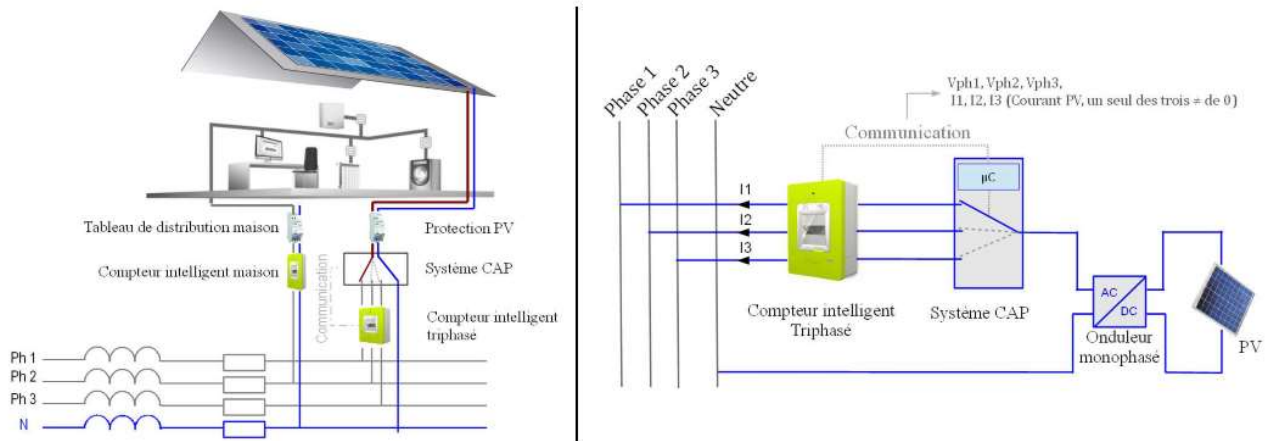 Tableau de distribution maison
Protection PV
Compteur intelligent maison
Communication
Système CAP
Compteur intelligent
triphasé
Ph 1
Ph 2
Ph 3
N
Phase 1
Phase 2
Phase 3
Neutre
Vph1, Vph2, Vph3,
I1, I2, I3 (Courant PV, un seul des trois ≠ de 0)
Communication
µC
I1
I2
I3
Compteur intelligent
Triphasé
Système CAP
AC
DC
Onduleur
monophasé
PV